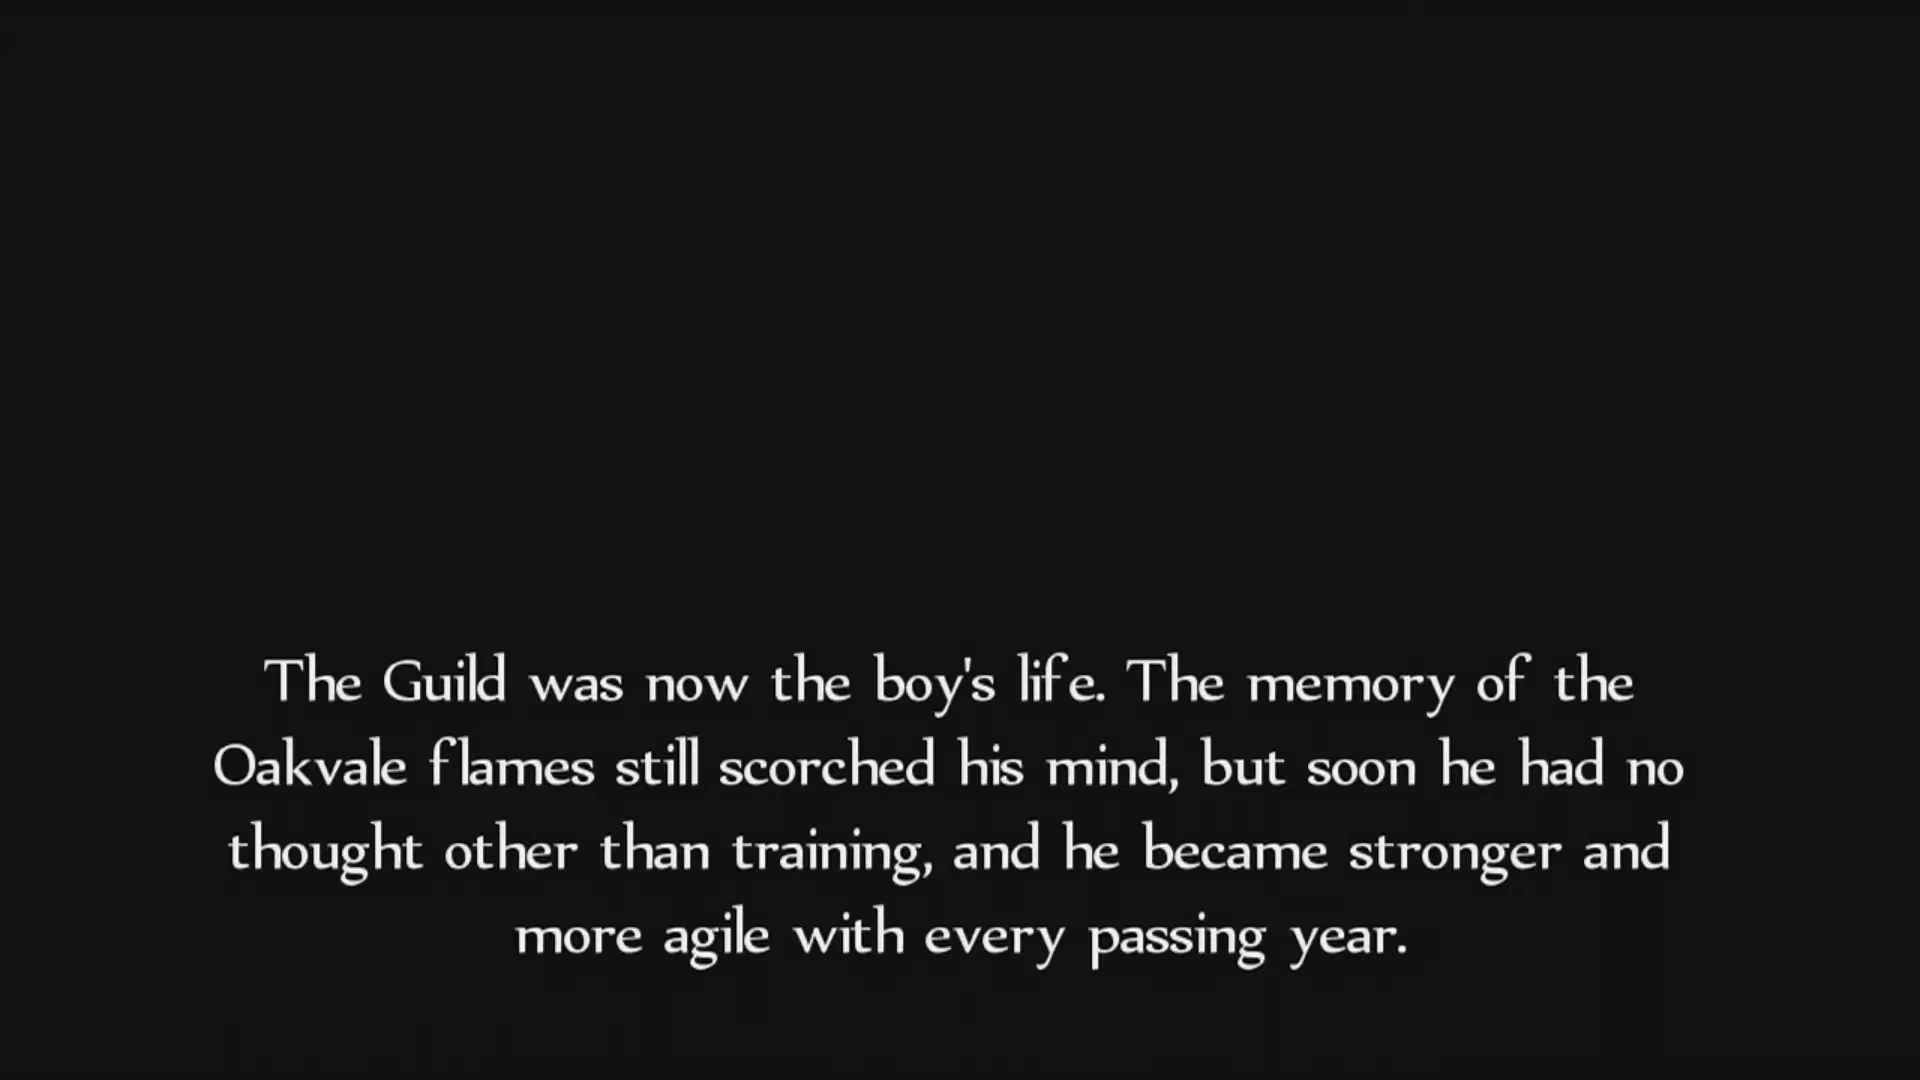 The Guild was now the boy's life. The memory of the
Oakvale flames still scorched his mind, but soon he had no
thought other than training, and he became stronger and
more agile with every passing year.